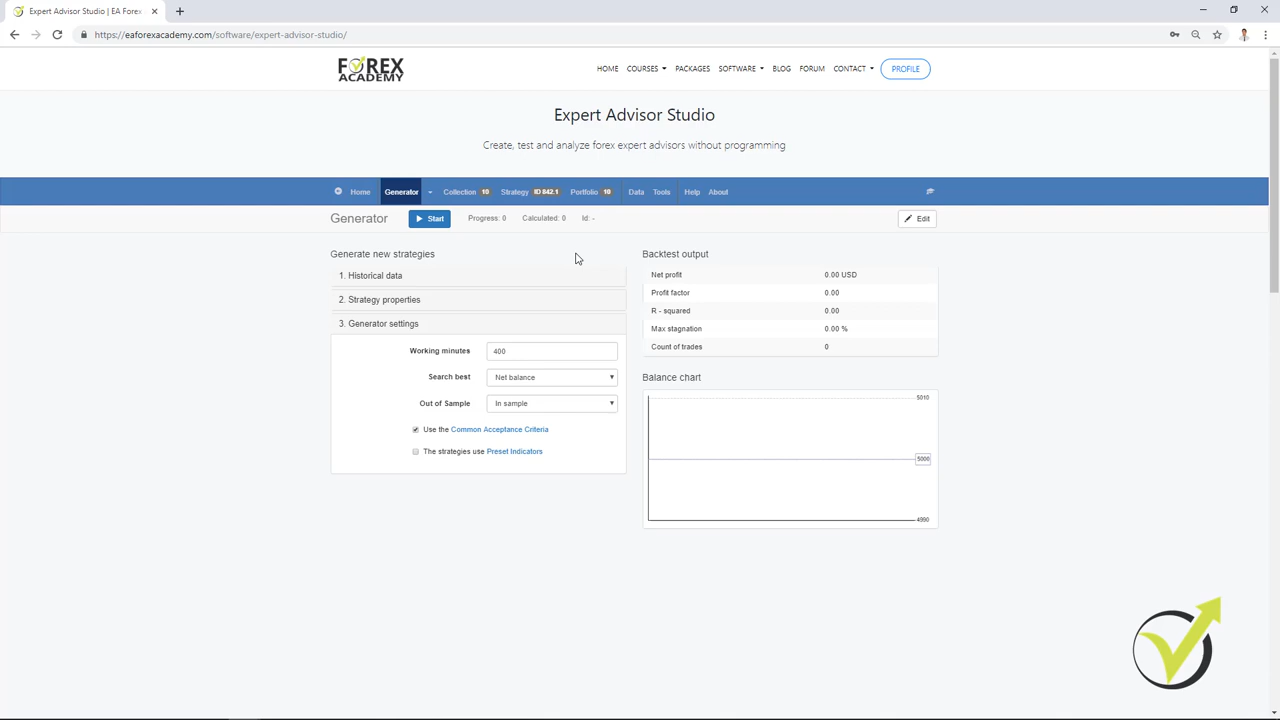 Expert Advisor Studio | EA Forex
https://eaforexacademy.com/software/expert-advisor-studio/
FOREX
ACADEMY
HOME COURSES PACKAGES SOFTWARE BLOG FORUM CONTACT PROFILE
Expert Advisor Studio
Create, test and analyze forex expert advisors without programming
Home Generator Collection 10 Strategy ID 842.1 Portfolio 10 Data Tools Help About
Generator Start Progress: 0 Calculated: 0 Id: - Edit
Generate new strategies
1. Historical data
2. Strategy properties
3. Generator settings
Working minutes 400
Search best Net balance
Out of Sample In sample
Use the Common Acceptance Criteria
The strategies use Preset Indicators
Backtest output
Net profit 0.00 USD
Profit factor 0.00
R - squared 0.00
Max stagnation 0.00 %
Count of trades 0
Balance chart
5010
5000
4990